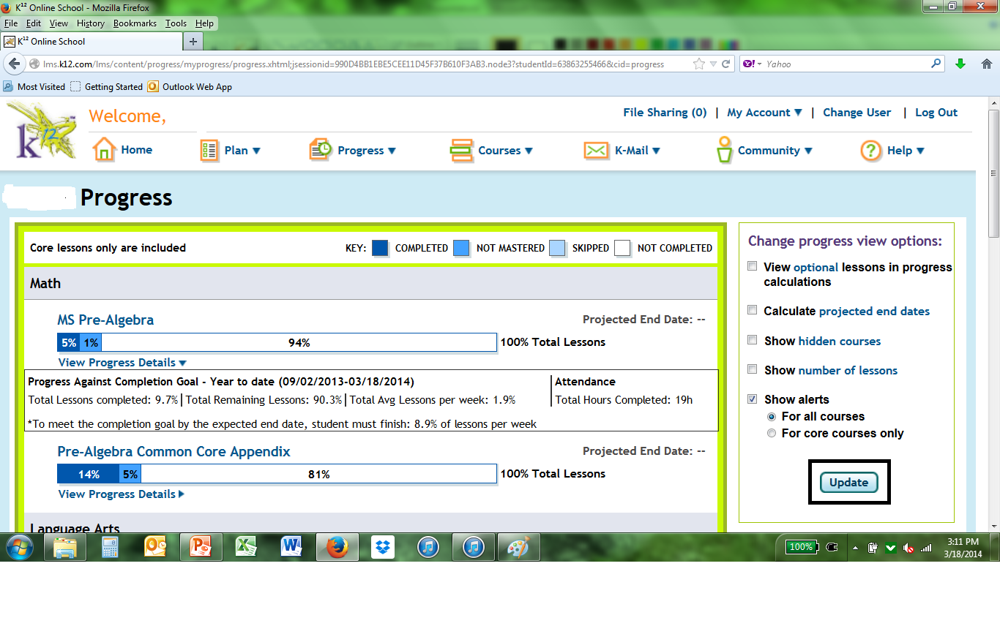 K12 Online School - Mozilla Firefox
File Edit View History Bookmarks Tools Help
K12 Online School
lms.k12.com/lms/content/progress/myprogress/progress.xhtml;jsessionid=990D4BB1EBE5CEE11D45F37B610F3AB3.node3?studentId=63863255466&cid=progress
Yahoo
Most Visited Getting Started Outlook Web App
K12
Welcome,
File Sharing (0) | My Account | Change User | Log Out
Home Plan Progress Courses K-Mail Community Help
Progress
Core lessons only are included KEY: COMPLETED NOT MASTERED SKIPPED NOT COMPLETED
Math
MS Pre-Algebra Projected End Date: --
5% 1% 94% 100% Total Lessons
View Progress Details
Progress Against Completion Goal - Year to date (09/02/2013-03/18/2014) Attendance
Total Lessons completed: 9.7% Total Remaining Lessons: 90.3% Total Avg Lessons per week: 1.9% Total Hours Completed: 19h
*To meet the completion goal by the expected end date, student must finish: 8.9% of lessons per week
Pre-Algebra Common Core Appendix Projected End Date: --
14% 5% 81% 100% Total Lessons
View Progress Details
Language Arts
Change progress view options:
View optional lessons in progress
calculations
Calculate projected end dates
Show hidden courses
Show number of lessons
Show alerts
For all courses
For core courses only
Update
100%
3:11 PM
3/18/2014